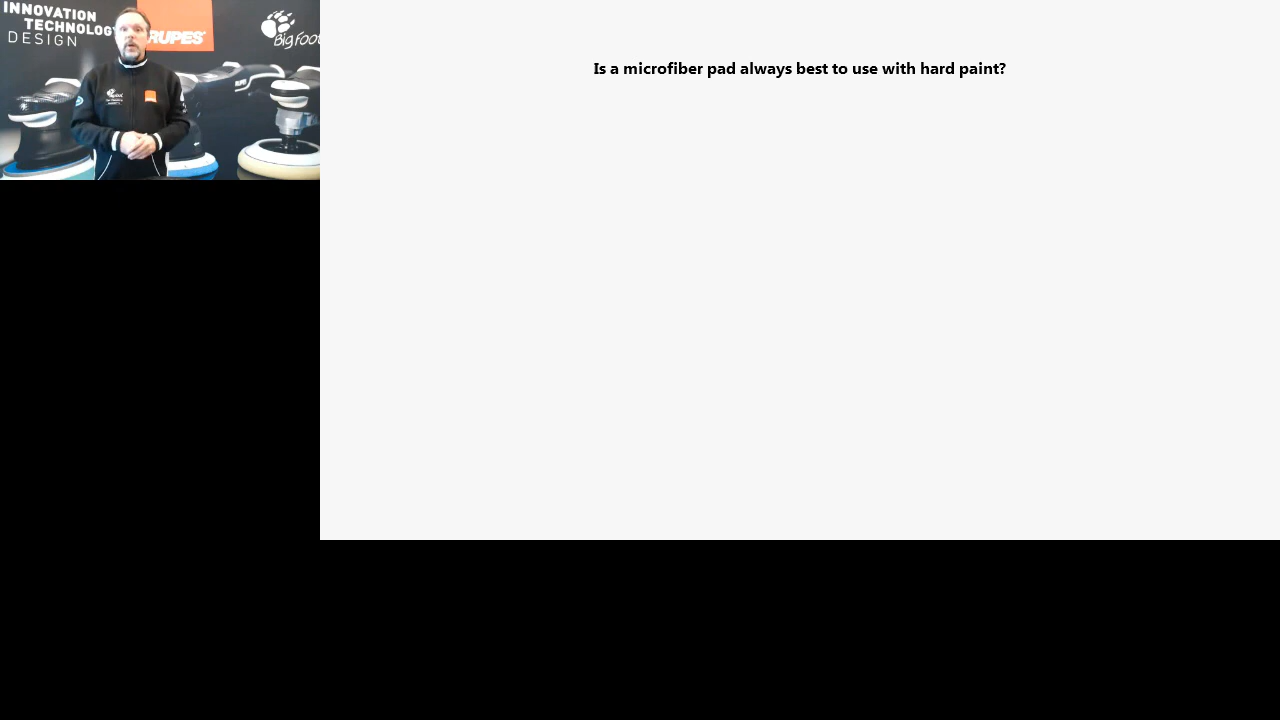 INNOVATION
TECHNOLOGY
DESIGN
RUPES
BigFoot
Is a microfiber pad always best to use with hard paint?